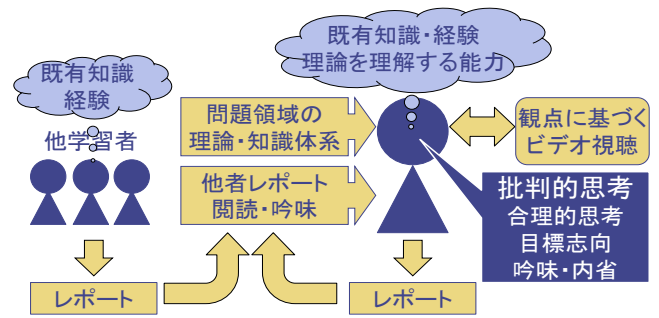 既有知識
経験
他学習者
レポート
既有知識・経験
理論を理解する能力
問題領域の
理論・知識体系
他者レポート
閲読・吟味
観点に基づく
ビデオ視聴
批判的思考
合理的思考
目標志向
吟味・内省
レポート